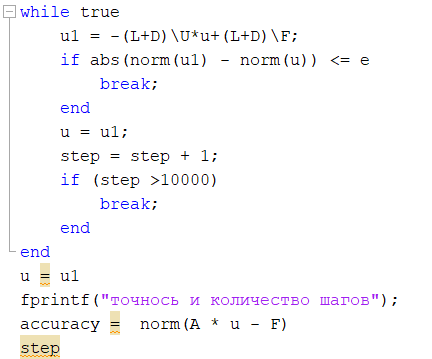 while true
u1 = -(L+D)\U*u+(L+D)\F;
if abs(norm(u1) - norm(u)) <= e
break;
end
u = u1;
step = step + 1;
if (step >10000)
break;
end
end
u = u1
fprintf("точнось и количество шагов");
accuracy =  norm(A * u - F)
step